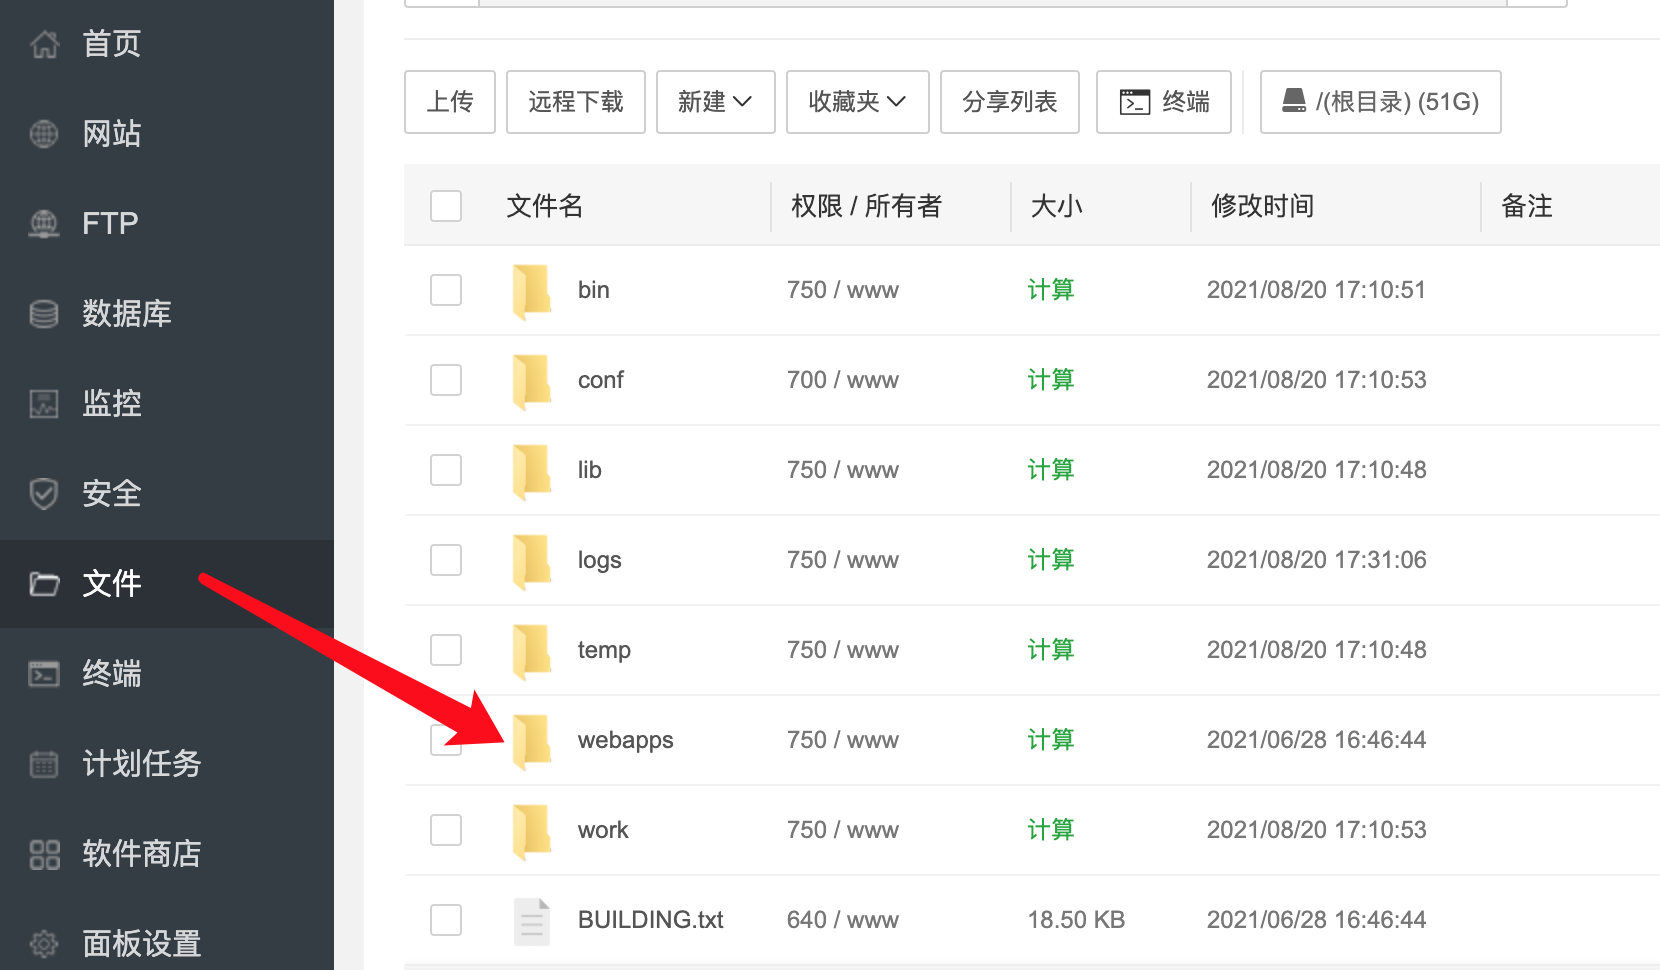 首页
网站
FTP
数据库
监控
安全
文件
终端
计划任务
软件商店
面板设置
上传 远程下载 新建 收藏夹 分享列表 终端 /(根目录) (51G)
文件名 权限 / 所有者 大小 修改时间 备注
bin 750 / www 计算 2021/08/20 17:10:51
conf 700 / www 计算 2021/08/20 17:10:53
lib 750 / www 计算 2021/08/20 17:10:48
logs 750 / www 计算 2021/08/20 17:31:06
temp 750 / www 计算 2021/08/20 17:10:48
webapps 750 / www 计算 2021/06/28 16:46:44
work 750 / www 计算 2021/08/20 17:10:53
BUILDING.txt 640 / www 18.50 KB 2021/06/28 16:46:44